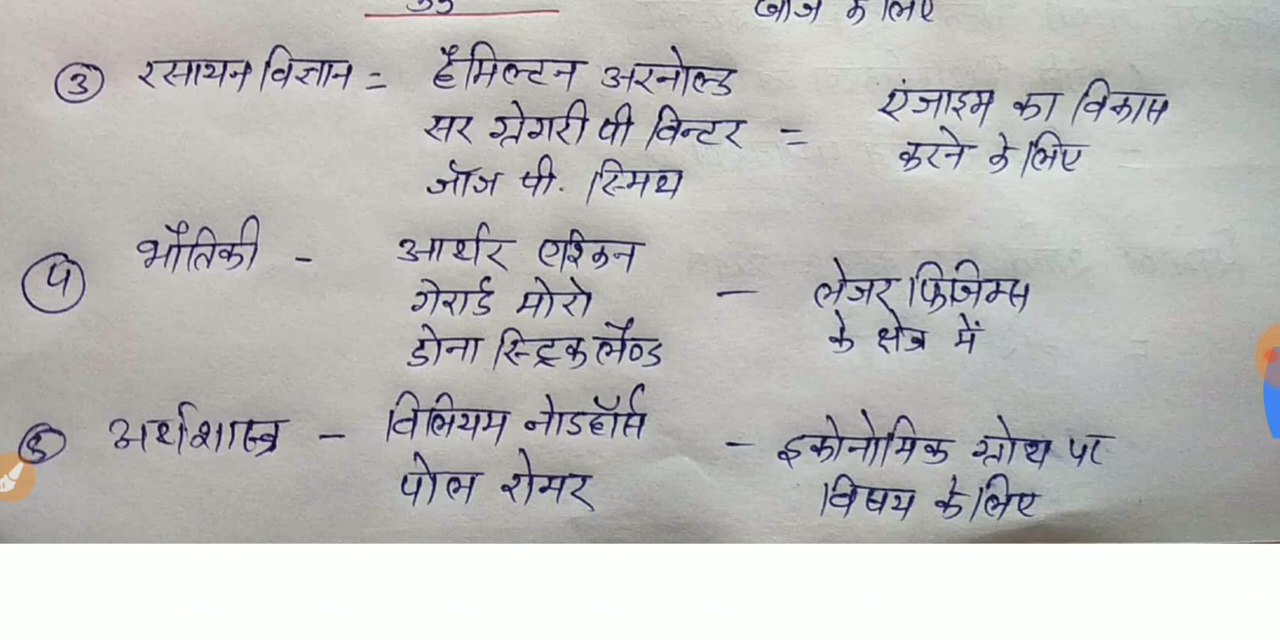 खोज के लिए
③ रसायन विज्ञान = हैमिल्टन अरनोल्ड
सर ग्रेगरी पी विन्टर =
जॉज पी. स्मिथ
एंजाइम का विकास
करने के लिए
④ भौतिकी - आर्थर एश्किन
गेरार्ड मोरो
डोना स्ट्रिकलैण्ड
- लेजर फिजिक्स
के क्षेत्र में
⑤ अर्थशास्त्र - विलियम नोडहॉर्स
पोल रोमर
- इकोनोमिक ग्रोथ पर
विषय के लिए